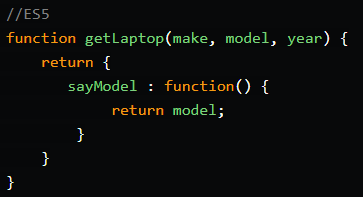 //ES5
function getLaptop(make, model, year) {
    return {
       sayModel : function() {
            return model;
        }
    }
}